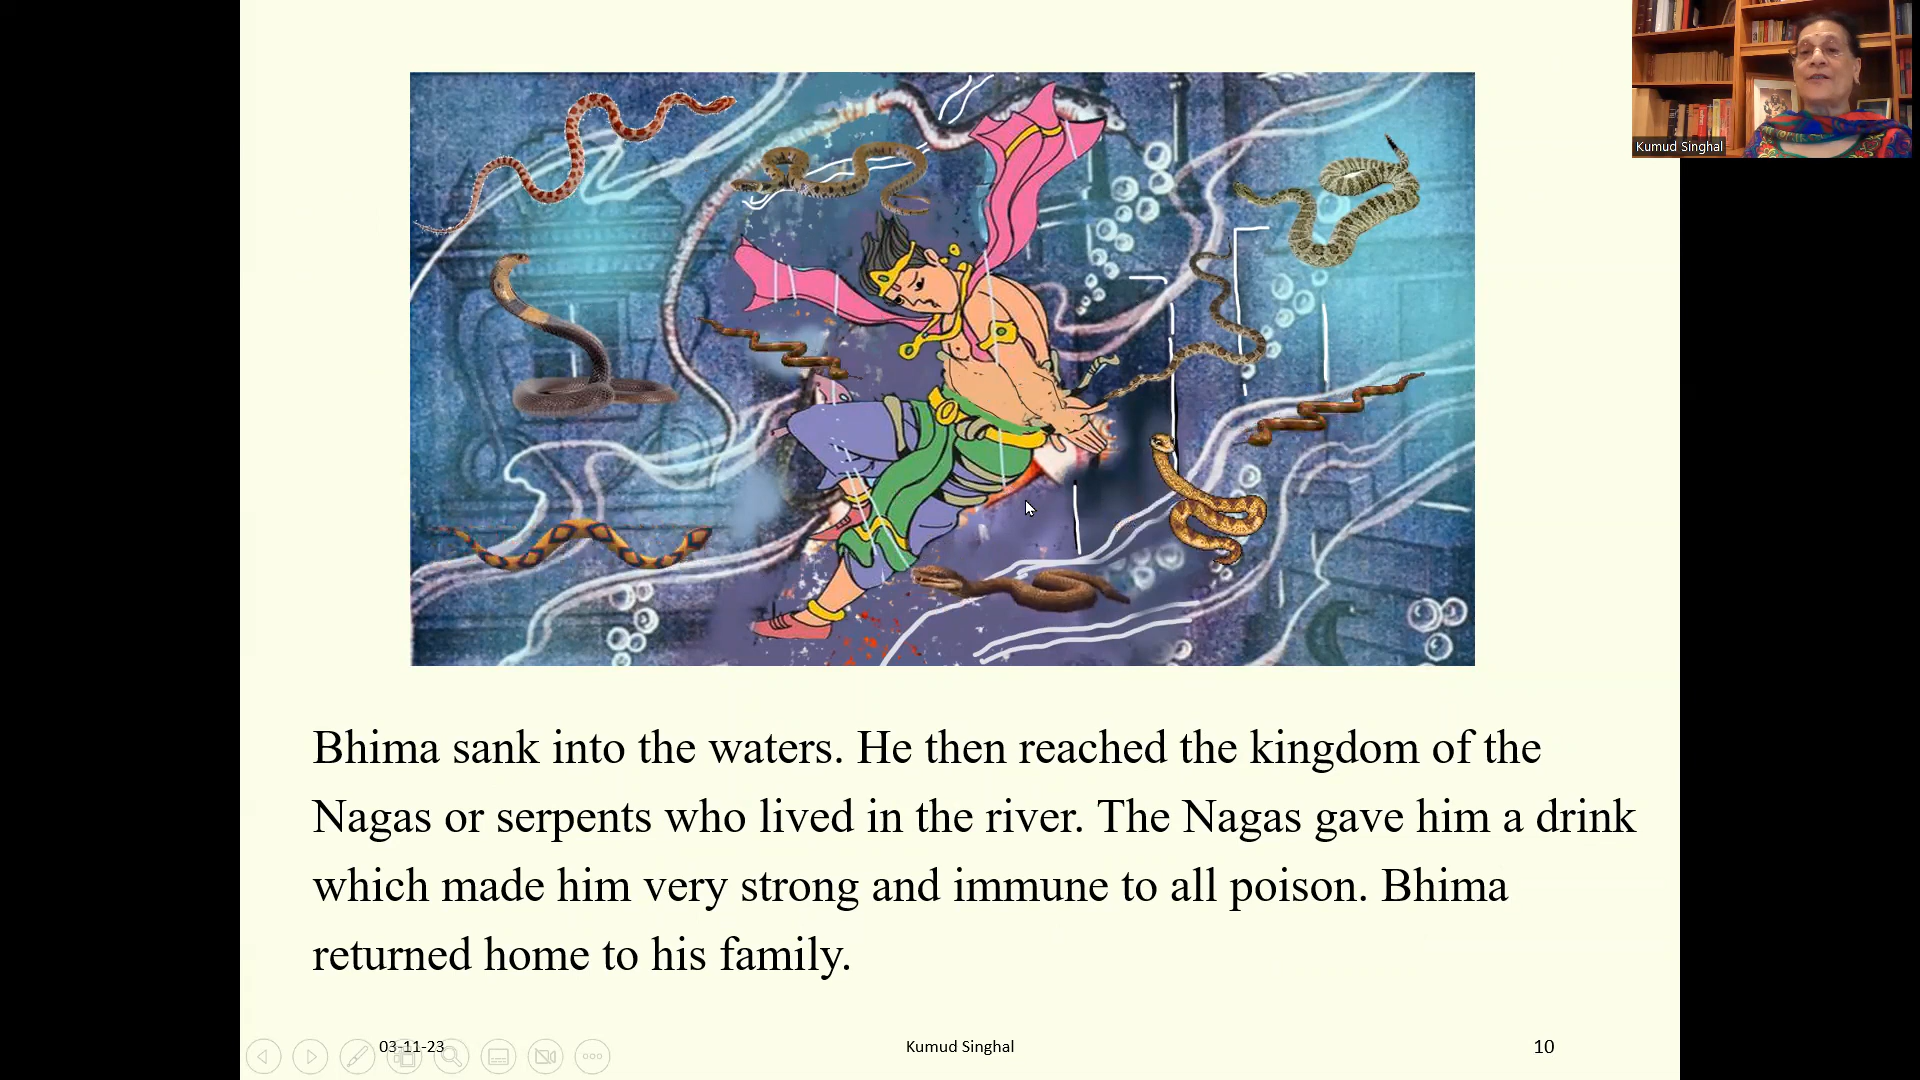 Kumud Singhal
Bhima sank into the waters. He then reached the kingdom of the
Nagas or serpents who lived in the river. The Nagas gave him a drink
which made him very strong and immune to all poison. Bhima
returned home to his family.
03-11-23
Kumud Singhal
10